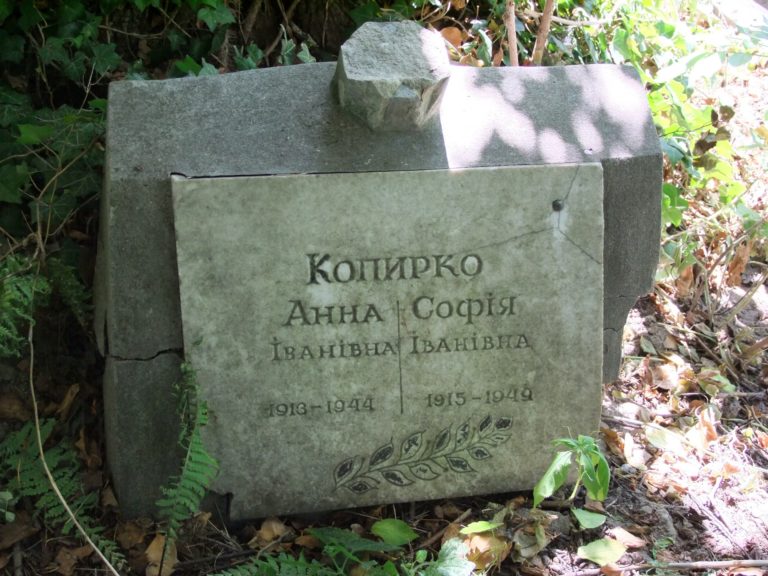 Копирко
Анна Софія
Іванівна Іванівна
1913-1944 1915-1949